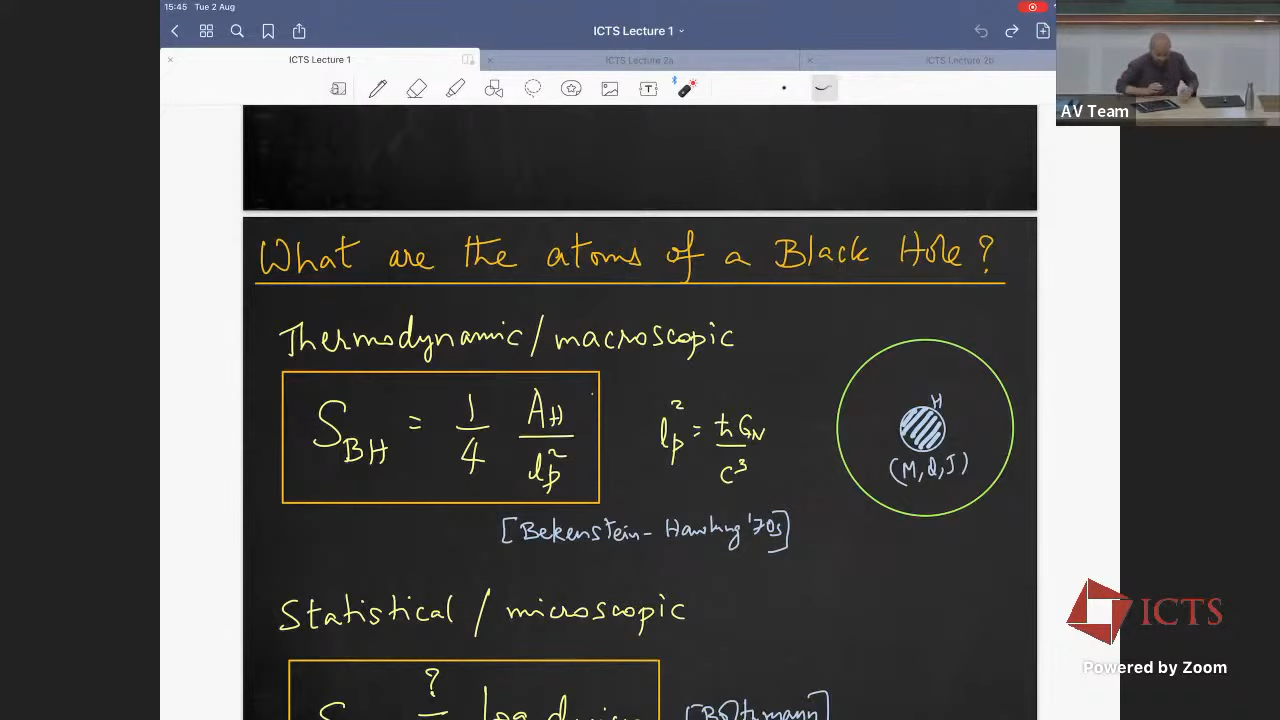 15:45 Tue 2 Aug
ICTS Lecture 1
ICTS Lecture 1
ICTS Lecture 2a
ICTS Lecture 2b
T
AV Team
What are the atoms of a Black Hole?
Thermodynamic / macroscopic
S_BH = 1/4 A_H/l_p^2
l_p^2 = ħG_N/c^3
H
(M, Q, J)
[Bekenstein - Hawking '70s]
Statistical / microscopic
?
S = log
[Boltzmann]
ICTS
Powered by Zoom